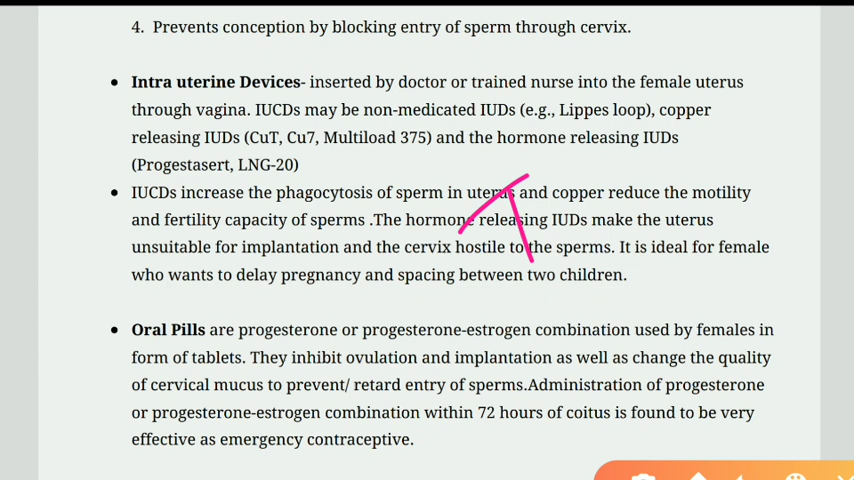 4. Prevents conception by blocking entry of sperm through cervix.
• Intra uterine Devices- inserted by doctor or trained nurse into the female uterus
through vagina. IUCDs may be non-medicated IUDs (e.g., Lippes loop), copper
releasing IUDs (CuT, Cu7, Multiload 375) and the hormone releasing IUDs
(Progestasert, LNG-20)
• IUCDs increase the phagocytosis of sperm in uterus and copper reduce the motility
and fertility capacity of sperms .The hormone releasing IUDs make the uterus
unsuitable for implantation and the cervix hostile to the sperms. It is ideal for female
who wants to delay pregnancy and spacing between two children.
• Oral Pills are progesterone or progesterone-estrogen combination used by females in
form of tablets. They inhibit ovulation and implantation as well as change the quality
of cervical mucus to prevent/ retard entry of sperms.Administration of progesterone
or progesterone-estrogen combination within 72 hours of coitus is found to be very
effective as emergency contraceptive.